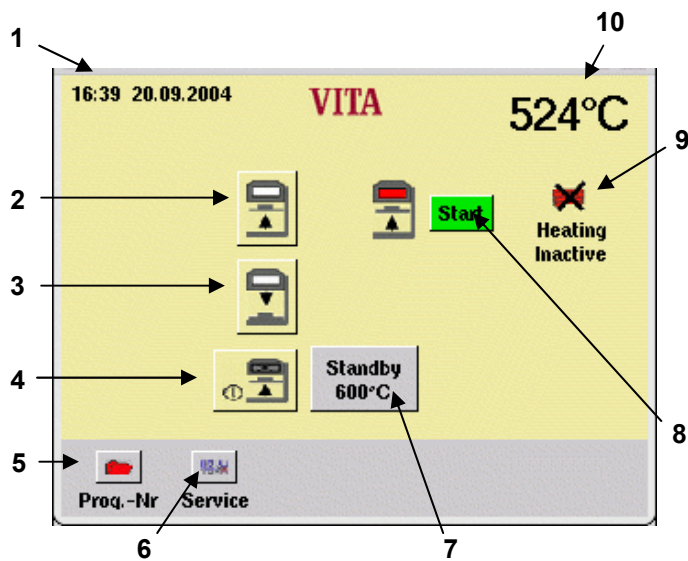 1
10
16:39 20.09.2004
VITA
524°C
9
2
Start
Heating
Inactive
3
4
Standby
600°C
8
5
Prog.-Nr
Service
6
7